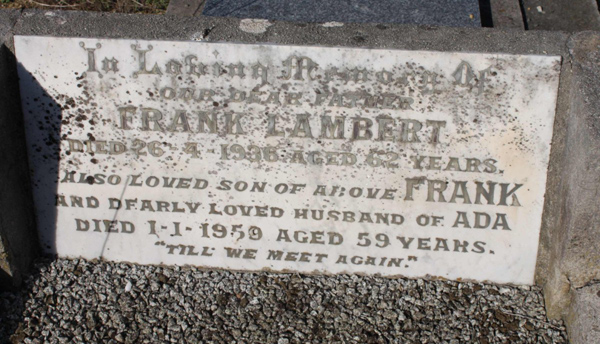 In Loving Memory Of
OUR DEAR FATHER
FRANK LAMBERT
DIED 26 - 4 - 1936 AGED 62 YEARS.
ALSO LOVED SON OF ABOVE FRANK
AND DEARLY LOVED HUSBAND OF ADA
DIED 1-1-1959 AGED 59 YEARS.
"TILL WE MEET AGAIN."